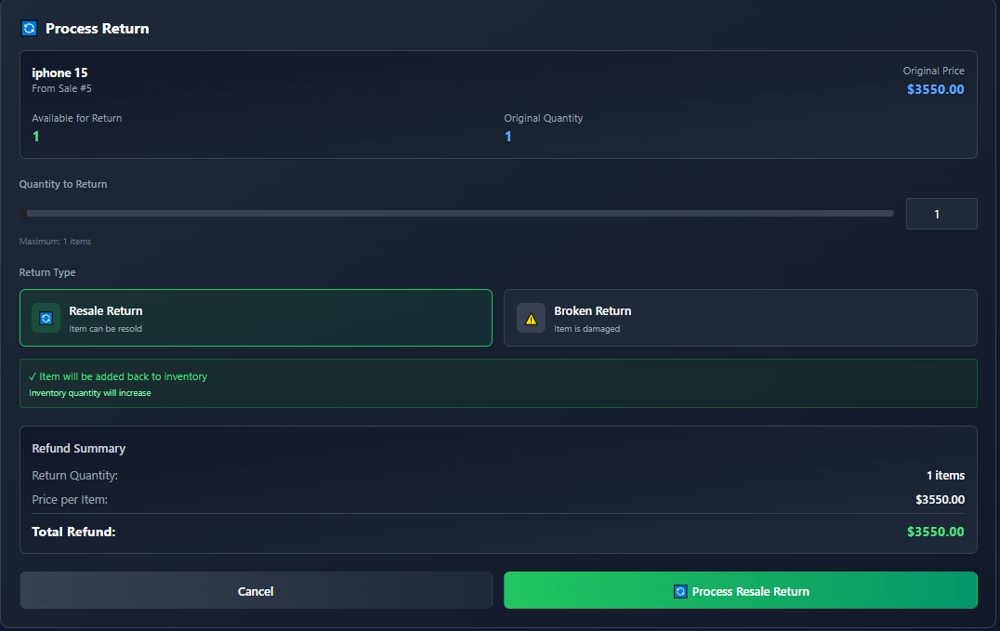 Process Return
iphone 15
From Sale #5
Original Price
$3550.00
Available for Return
1
Original Quantity
1
Quantity to Return
1
Maximum: 1 items
Return Type
Resale Return
Item can be resold
Broken Return
Item is damaged
✓ Item will be added back to inventory
Inventory quantity will increase
Refund Summary
Return Quantity:
1 items
Price per Item:
$3550.00
Total Refund:
$3550.00
Cancel
Process Resale Return